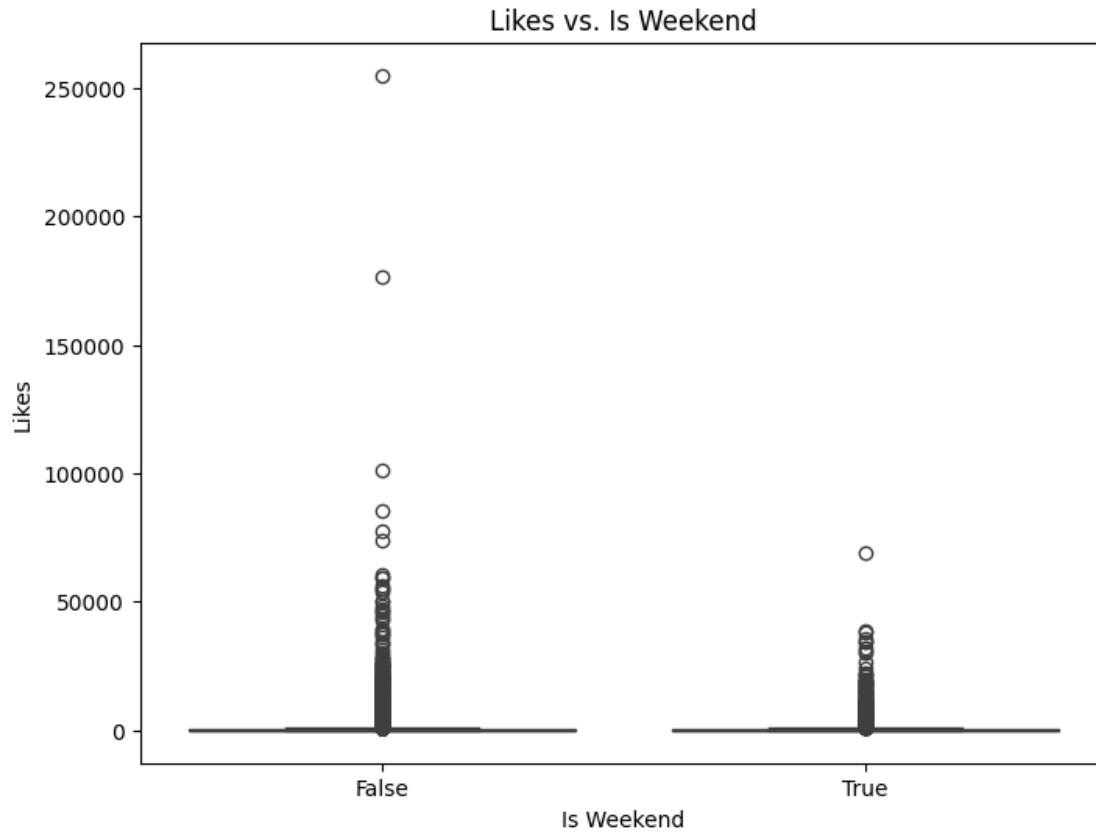 Likes vs. Is Weekend
250000
200000
150000
100000
50000
0
Likes
False
True
Is Weekend